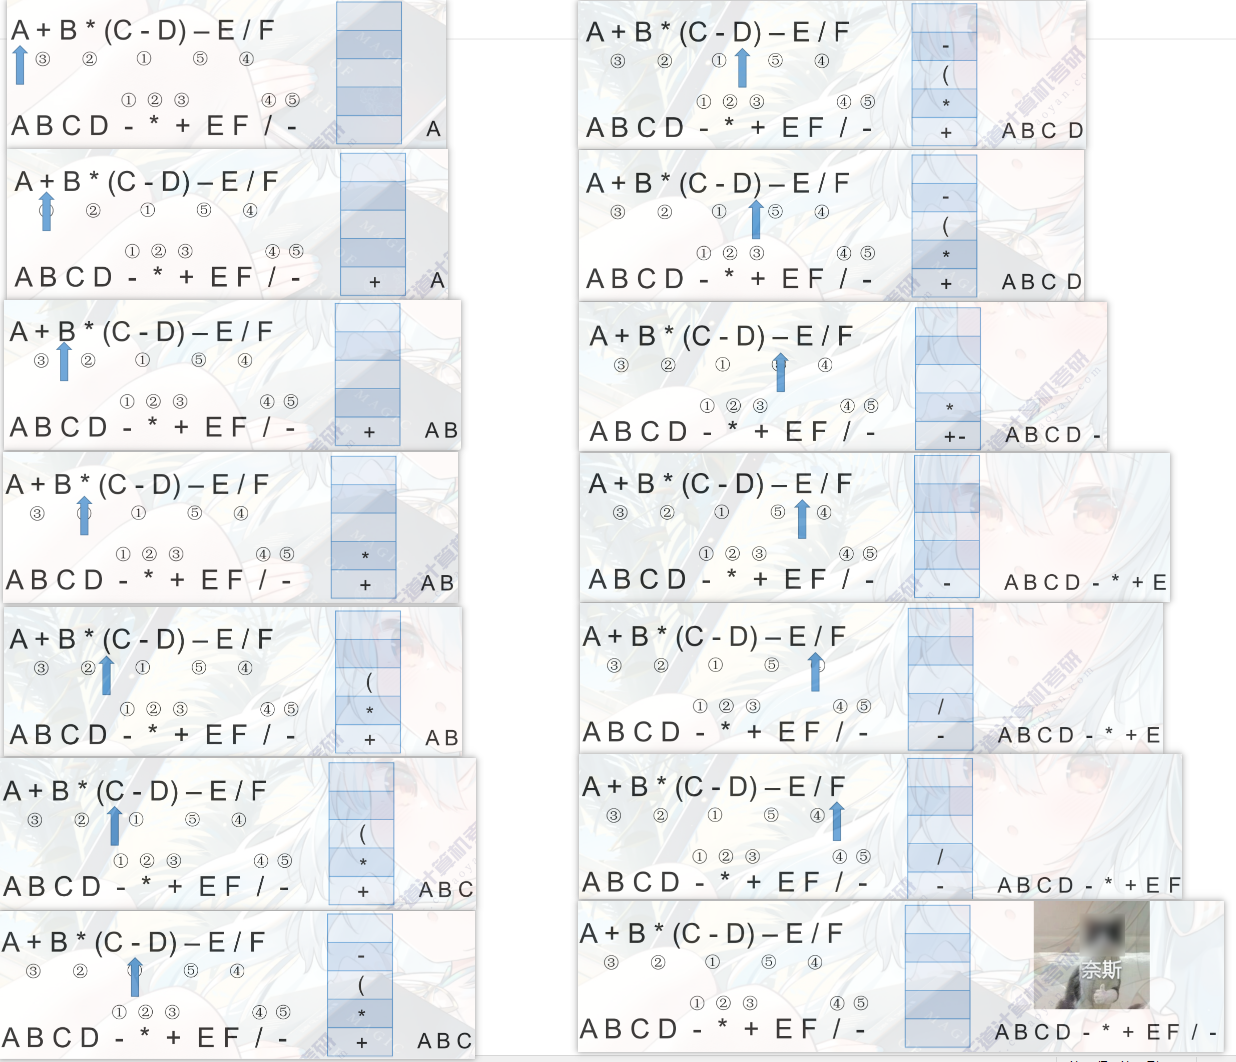 A + B * (C - D) – E / F
③ ② ① ⑤ ④
① ② ③ ④ ⑤
A B C D - * + E F / -
A
A + B * (C - D) – E / F
② ① ⑤ ④
① ② ③ ④ ⑤
A B C D - * + E F / -
+
A
A + B * (C - D) – E / F
③ ② ① ⑤ ④
① ② ③ ④ ⑤
A B C D - * + E F / -
+
A B
A + B * (C - D) – E / F
③ ① ⑤ ④
① ② ③ ④ ⑤
A B C D - * + E F / -
*
+
A B
A + B * (C - D) – E / F
③ ② ① ⑤ ④
① ② ③ ④ ⑤
A B C D - * + E F / -
(
*
+
A B
A + B * (C - D) – E / F
③ ② ① ⑤ ④
① ② ③ ④ ⑤
A B C D - * + E F / -
(
*
+
A B C
A + B * (C - D) – E / F
③ ② ⑤ ④
① ② ③ ④ ⑤
A B C D - * + E F / -
-
(
*
+
A B C
A + B * (C - D) – E / F
③ ② ① ⑤ ④
① ② ③ ④ ⑤
A B C D - * + E F / -
-
(
*
+
A B C D
A + B * (C - D) – E / F
③ ② ① ⑤ ④
① ② ③ ④ ⑤
A B C D - * + E F / -
-
(
*
+
A B C D
A + B * (C - D) – E / F
③ ② ① ④
① ② ③ ④ ⑤
A B C D - * + E F / -
*
+-
A B C D -
A + B * (C - D) – E / F
③ ② ① ⑤ ④
① ② ③ ④ ⑤
A B C D - * + E F / -
-
A B C D - * + E
A + B * (C - D) – E / F
③ ② ① ⑤
① ② ③ ④ ⑤
A B C D - * + E F / -
/
-
A B C D - * + E
A + B * (C - D) – E / F
③ ② ① ⑤ ④
① ② ③ ④ ⑤
A B C D - * + E F / -
/
-
A B C D - * + E F
A + B * (C - D) – E / F
③ ② ① ⑤ ④
① ② ③ ④ ⑤
A B C D - * + E F / -
奈斯
A B C D - * + E F / -